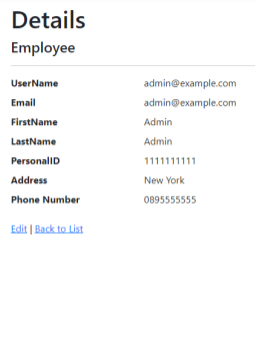 Details
Employee
UserName admin@example.com
Email admin@example.com
FirstName Admin
LastName Admin
PersonalID 1111111111
Address New York
Phone Number 0895555555
Edit | Back to List